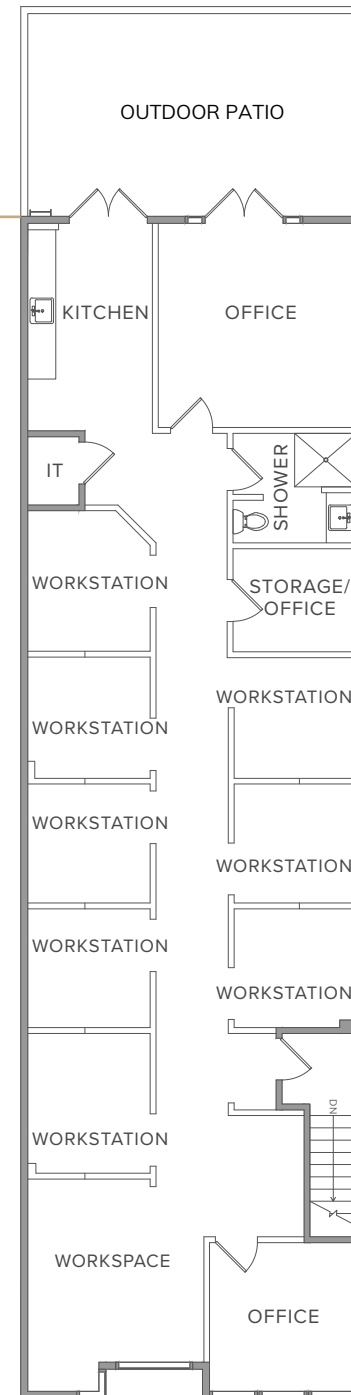 OUTDOOR PATIO
KITCHEN
OFFICE
IT
SHOWER
WORKSTATION
STORAGE/
OFFICE
WORKSTATION
WORKSTATION
WORKSTATION
WORKSTATION
WORKSTATION
WORKSTATION
WORKSTATION
DN
WORKSTATION
WORKSPACE
OFFICE